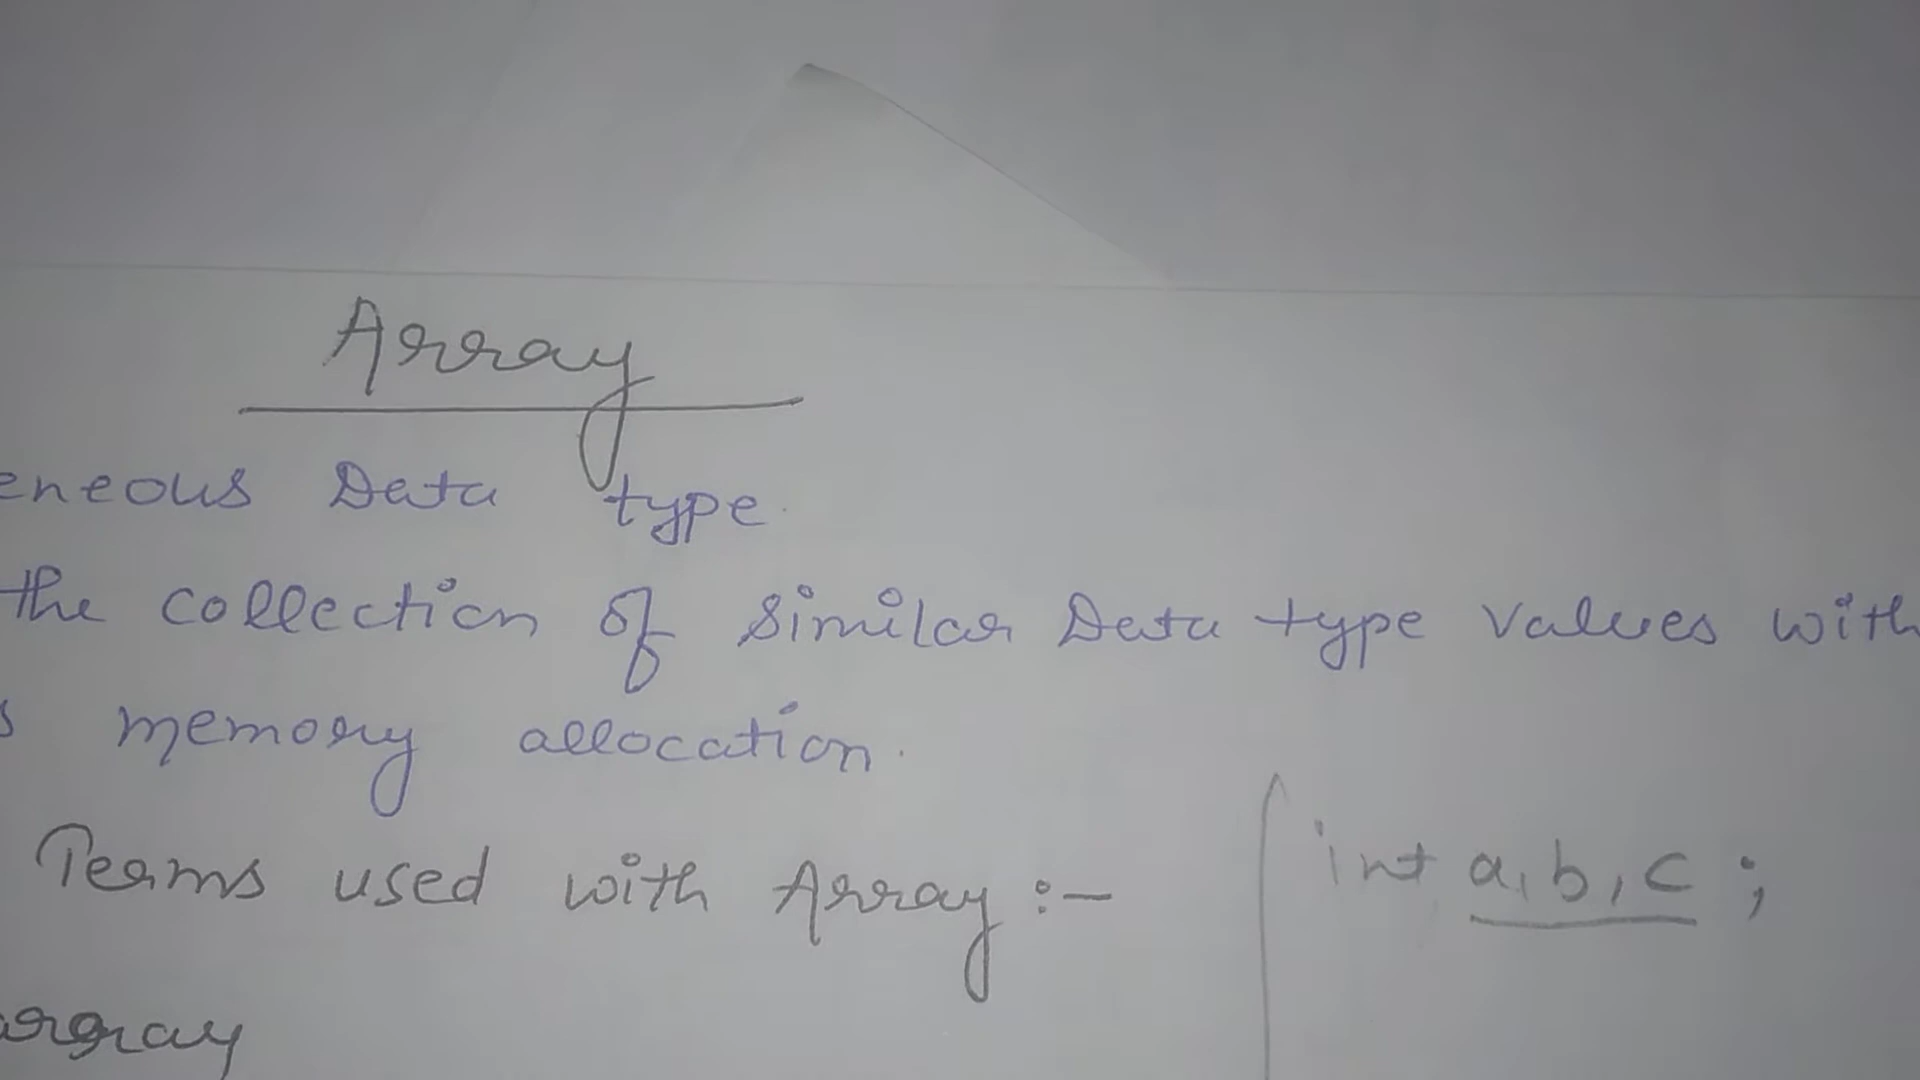 Array
eneous Data type
the collection of similar Data type values with
s memory allocation.
Terms used with Array :-
int a, b, c ;
array